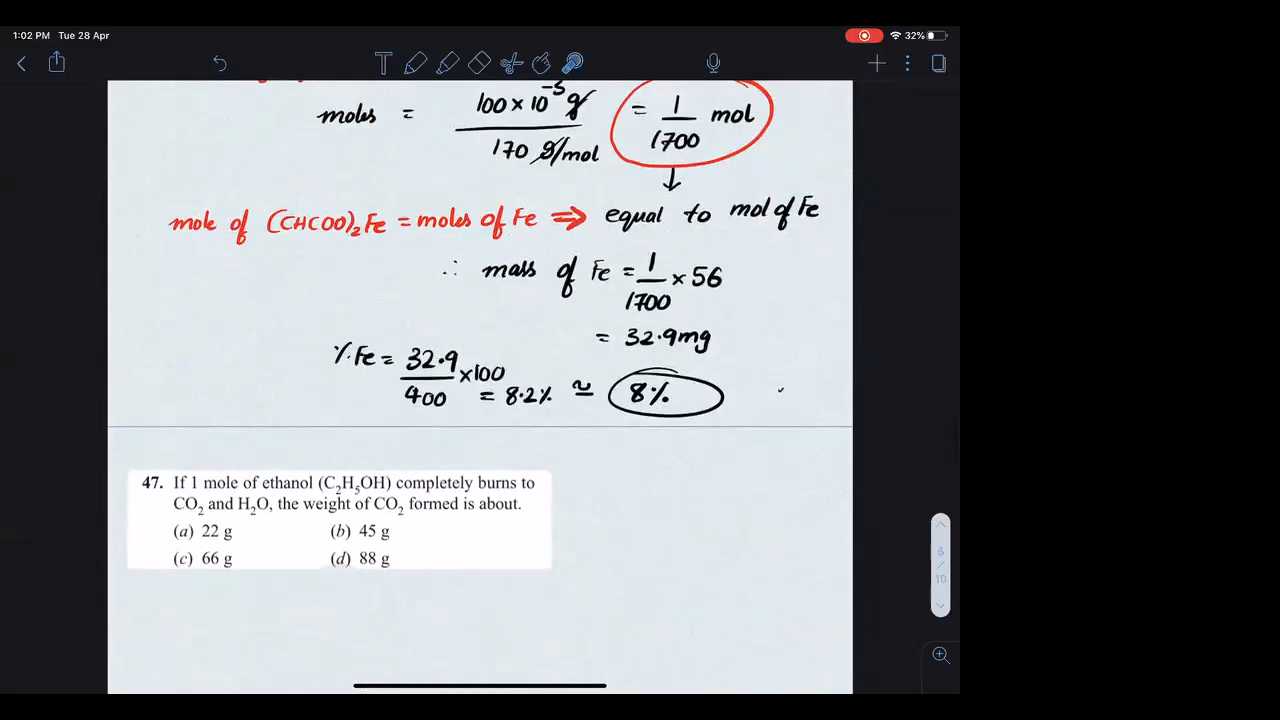 1:02 PM Tue 28 Apr
32%
moles = 100 × 10⁻³ g / 170 g/mol = 1/1700 mol
mole of (CHCOO)₂Fe = moles of Fe ⇒ equal to mol of Fe
∴ mass of Fe = 1/1700 × 56
= 32.9mg
% Fe = 32.9/400 × 100 = 8.2% ≃ 8%
47. If 1 mole of ethanol (C₂H₅OH) completely burns to
CO₂ and H₂O, the weight of CO₂ formed is about.
(a) 22 g (b) 45 g
(c) 66 g (d) 88 g
6
/
10